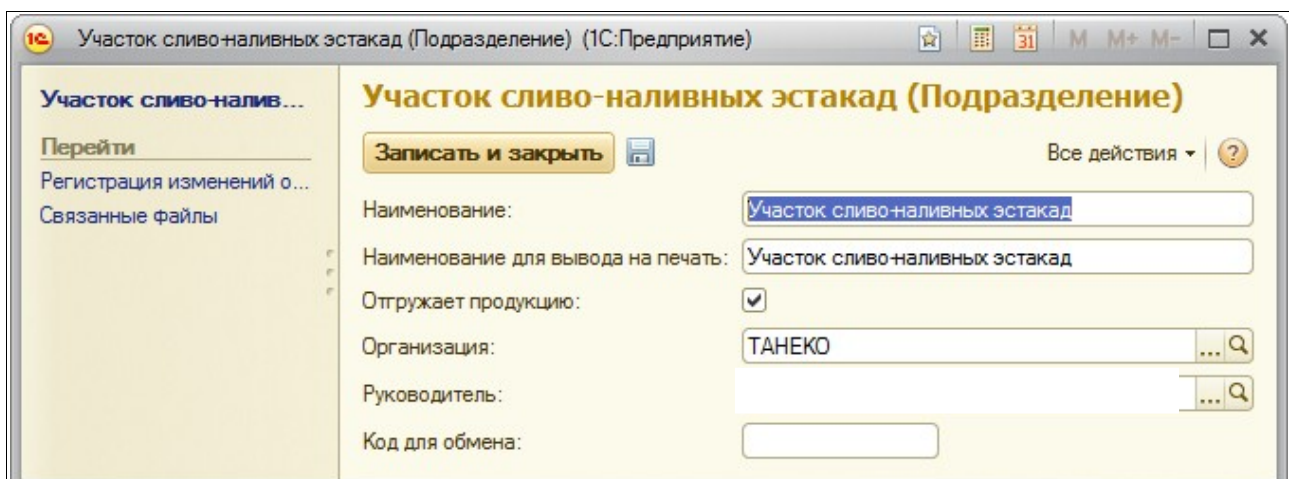 1С Участок сливо-наливных эстакад (Подразделение) (1С:Предприятие) 31 M M+ M-
Участок сливо-налив...
Перейти
Регистрация изменений о...
Связанные файлы
Участок сливо-наливных эстакад (Подразделение)
Записать и закрыть
Все действия ?
Наименование: Участок сливо-наливных эстакад
Наименование для вывода на печать: Участок сливо-наливных эстакад
Отгружает продукцию:
Организация: ТАНЕКО ...
Руководитель: ...
Код для обмена: